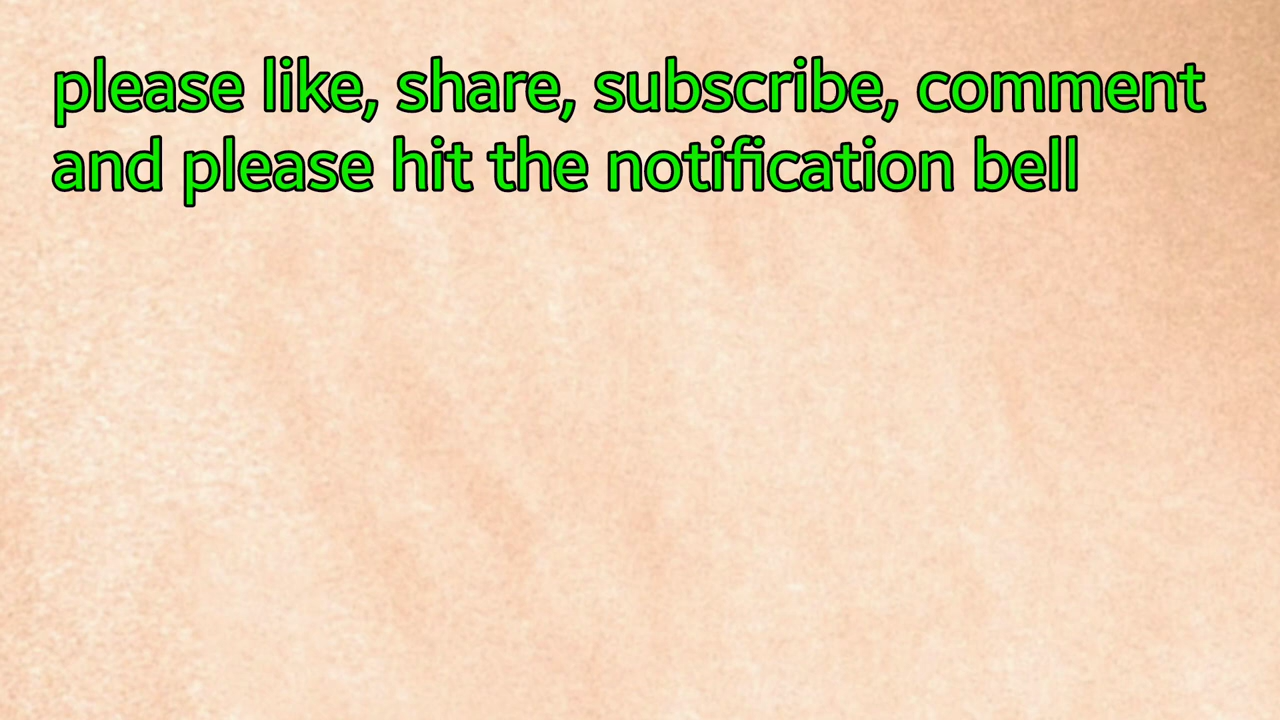 please like, share, subscribe, comment
and please hit the notification bell